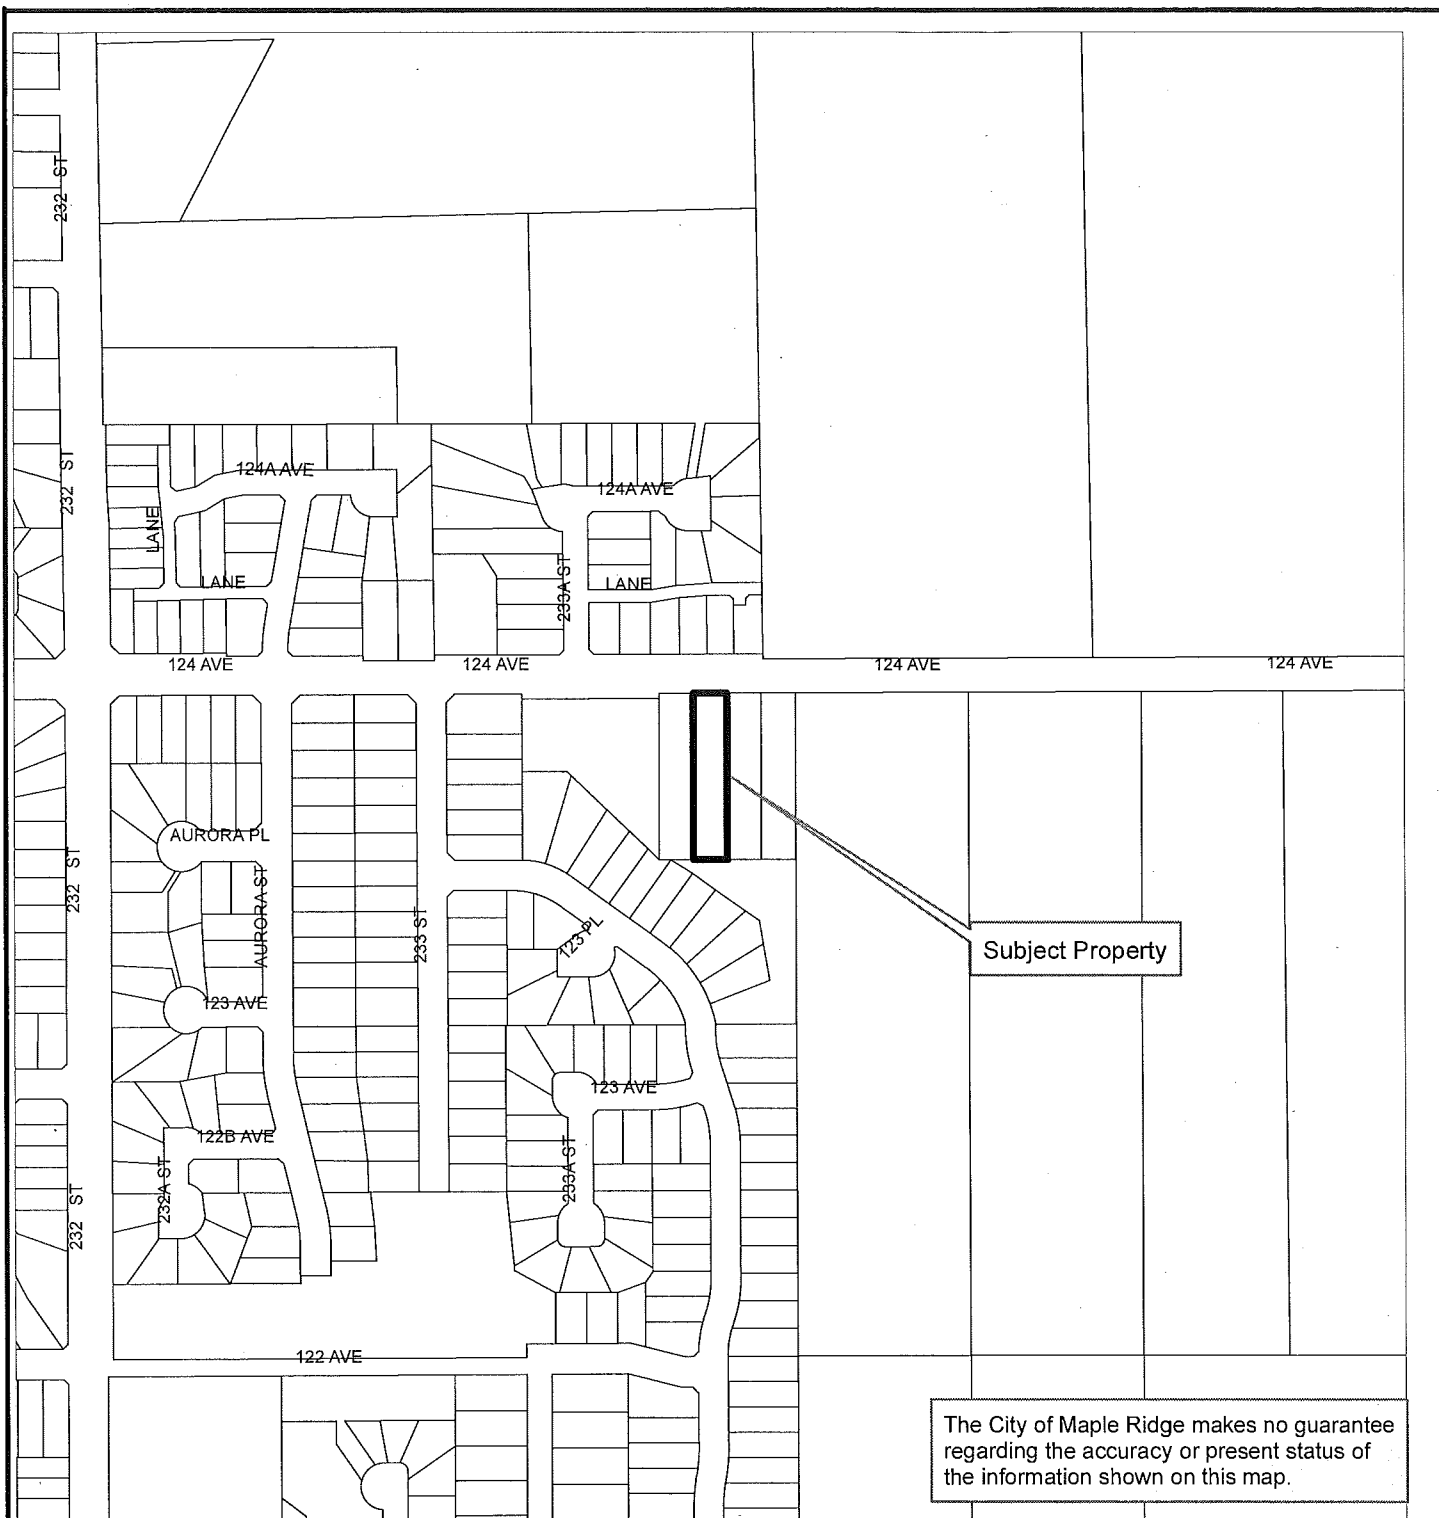 232 ST
232 ST
124A AVE
124A AVE
LANE
LANE
233A ST
LANE
124 AVE
124 AVE
124 AVE
124 AVE
AURORA PL
232 ST
AURORA ST
233 ST
123 PL
Subject Property
123 AVE
123 AVE
122B AVE
232A ST
233A ST
232 ST
122 AVE
The City of Maple Ridge makes no guarantee
regarding the accuracy or present status of
the information shown on this map.